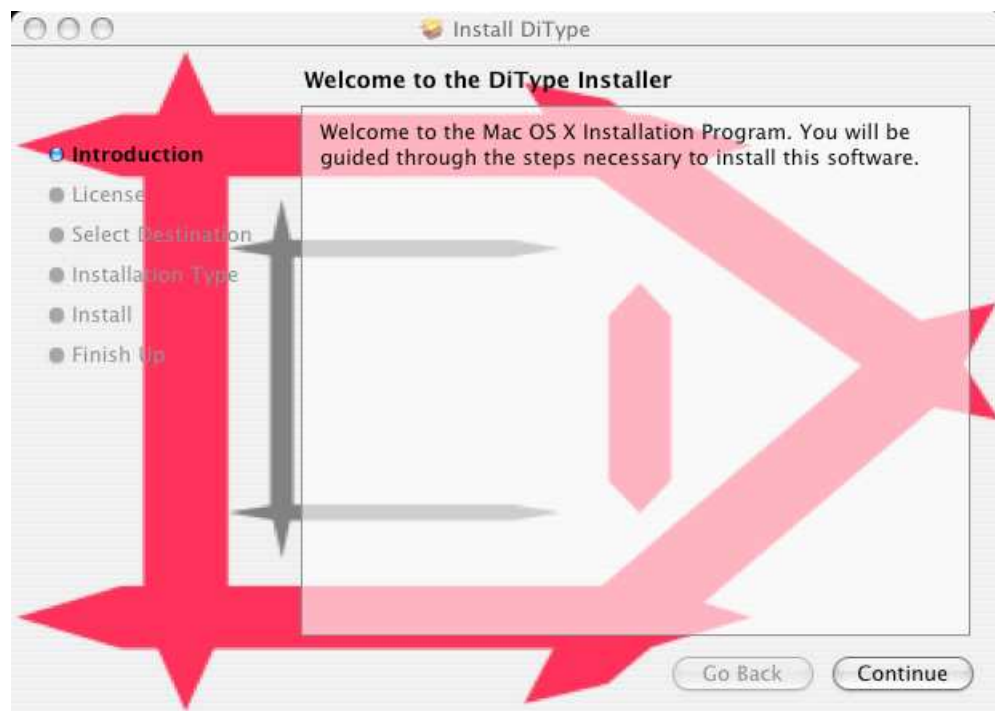 Install DiType
Welcome to the DiType Installer
Introduction
License
Select Destination
Installation Type
Install
Finish Up
Welcome to the Mac OS X Installation Program. You will be
guided through the steps necessary to install this software.
Go Back
Continue